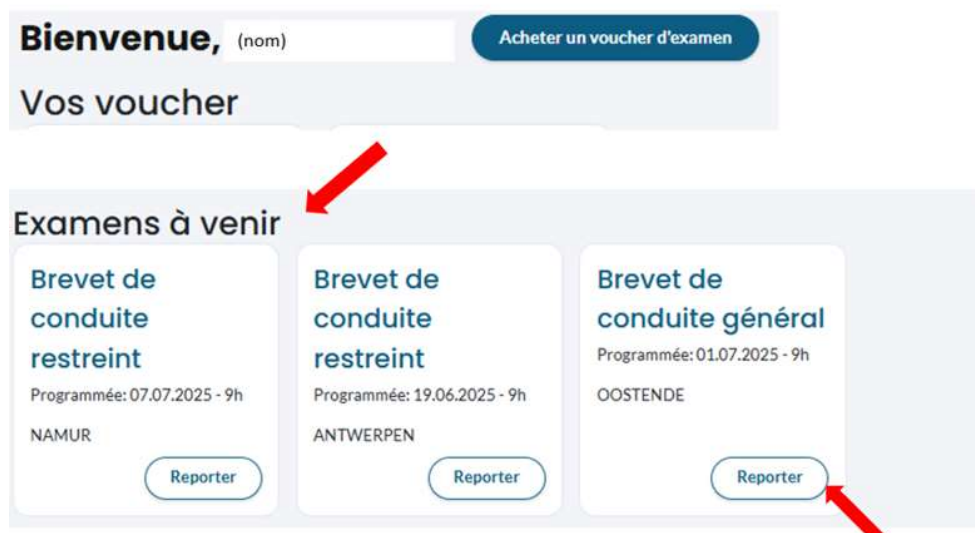 Bienvenue, (nom) Acheter un voucher d'examen
Vos voucher
Examens à venir
Brevet de
conduite
restreint
Programmée: 07.07.2025 - 9h
NAMUR
Reporter
Brevet de
conduite
restreint
Programmée: 19.06.2025 - 9h
ANTWERPEN
Reporter
Brevet de
conduite général
Programmée: 01.07.2025 - 9h
OOSTENDE
Reporter